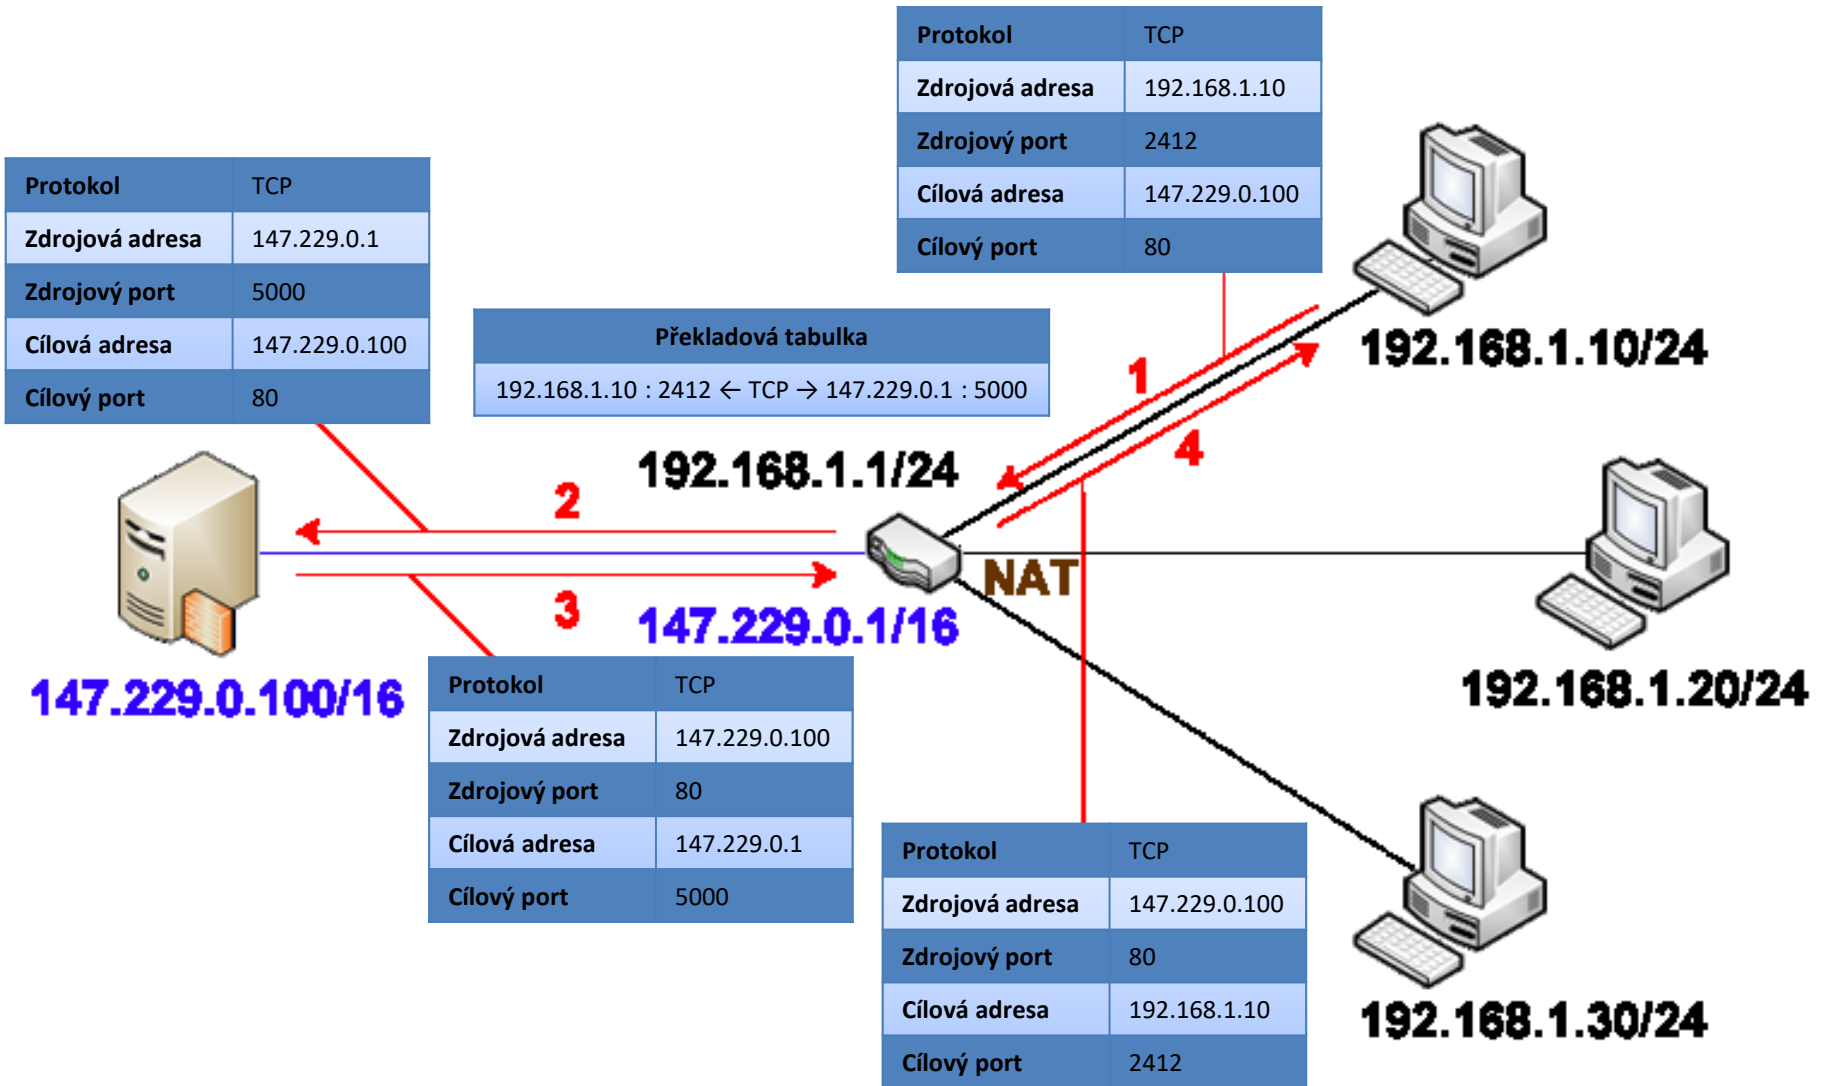 Protokol TCP
Zdrojová adresa 192.168.1.10
Zdrojový port 2412
Cílová adresa 147.229.0.100
Cílový port 80
Protokol TCP
Zdrojová adresa 147.229.0.1
Zdrojový port 5000
Cílová adresa 147.229.0.100
Cílový port 80
Překladová tabulka
192.168.1.10 : 2412 ← TCP → 147.229.0.1 : 5000
192.168.1.10/24
1
4
192.168.1.1/24
2
NAT
3
147.229.0.1/16
147.229.0.100/16
192.168.1.20/24
Protokol TCP
Zdrojová adresa 147.229.0.100
Zdrojový port 80
Cílová adresa 147.229.0.1
Cílový port 5000
Protokol TCP
Zdrojová adresa 147.229.0.100
Zdrojový port 80
Cílová adresa 192.168.1.10
Cílový port 2412
192.168.1.30/24